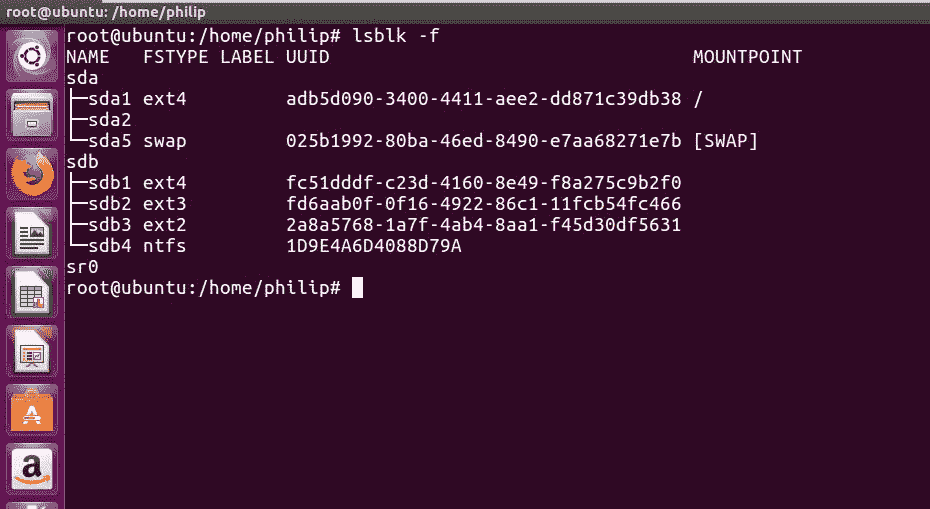 root@ubuntu: /home/philip
root@ubuntu:/home/philip# lsblk -f
NAME   FSTYPE LABEL UUID                                 MOUNTPOINT
sda
├─sda1 ext4         adb5d090-3400-4411-aee2-dd871c39db38 /
├─sda2
└─sda5 swap         025b1992-80ba-46ed-8490-e7aa68271e7b [SWAP]
sdb
├─sdb1 ext4         fc51dddf-c23d-4160-8e49-f8a275c9b2f0
├─sdb2 ext3         fd6aab0f-0f16-4922-86c1-11fcb54fc466
├─sdb3 ext2         2a8a5768-1a7f-4ab4-8aa1-f45d30df5631
└─sdb4 ntfs         1D9E4A6D4088D79A
sr0
root@ubuntu:/home/philip#